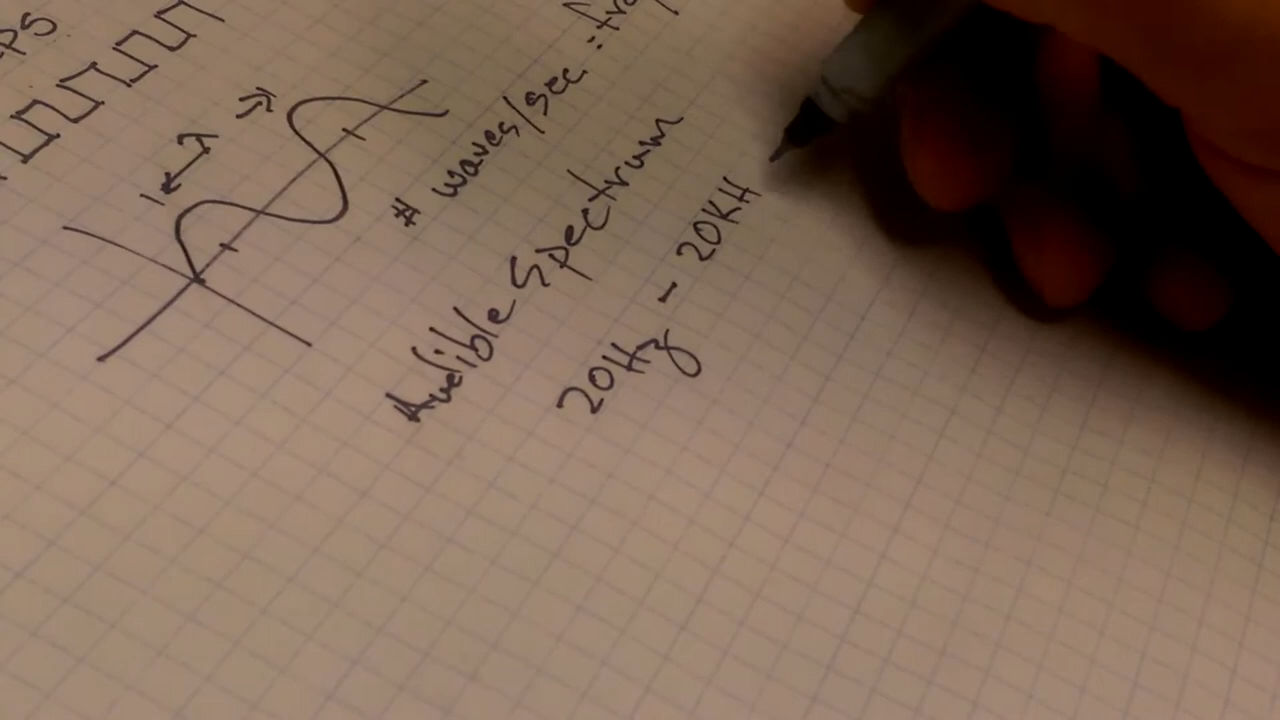 λ
# waves/sec :
Audible Spectrum
20Hz - 20KH